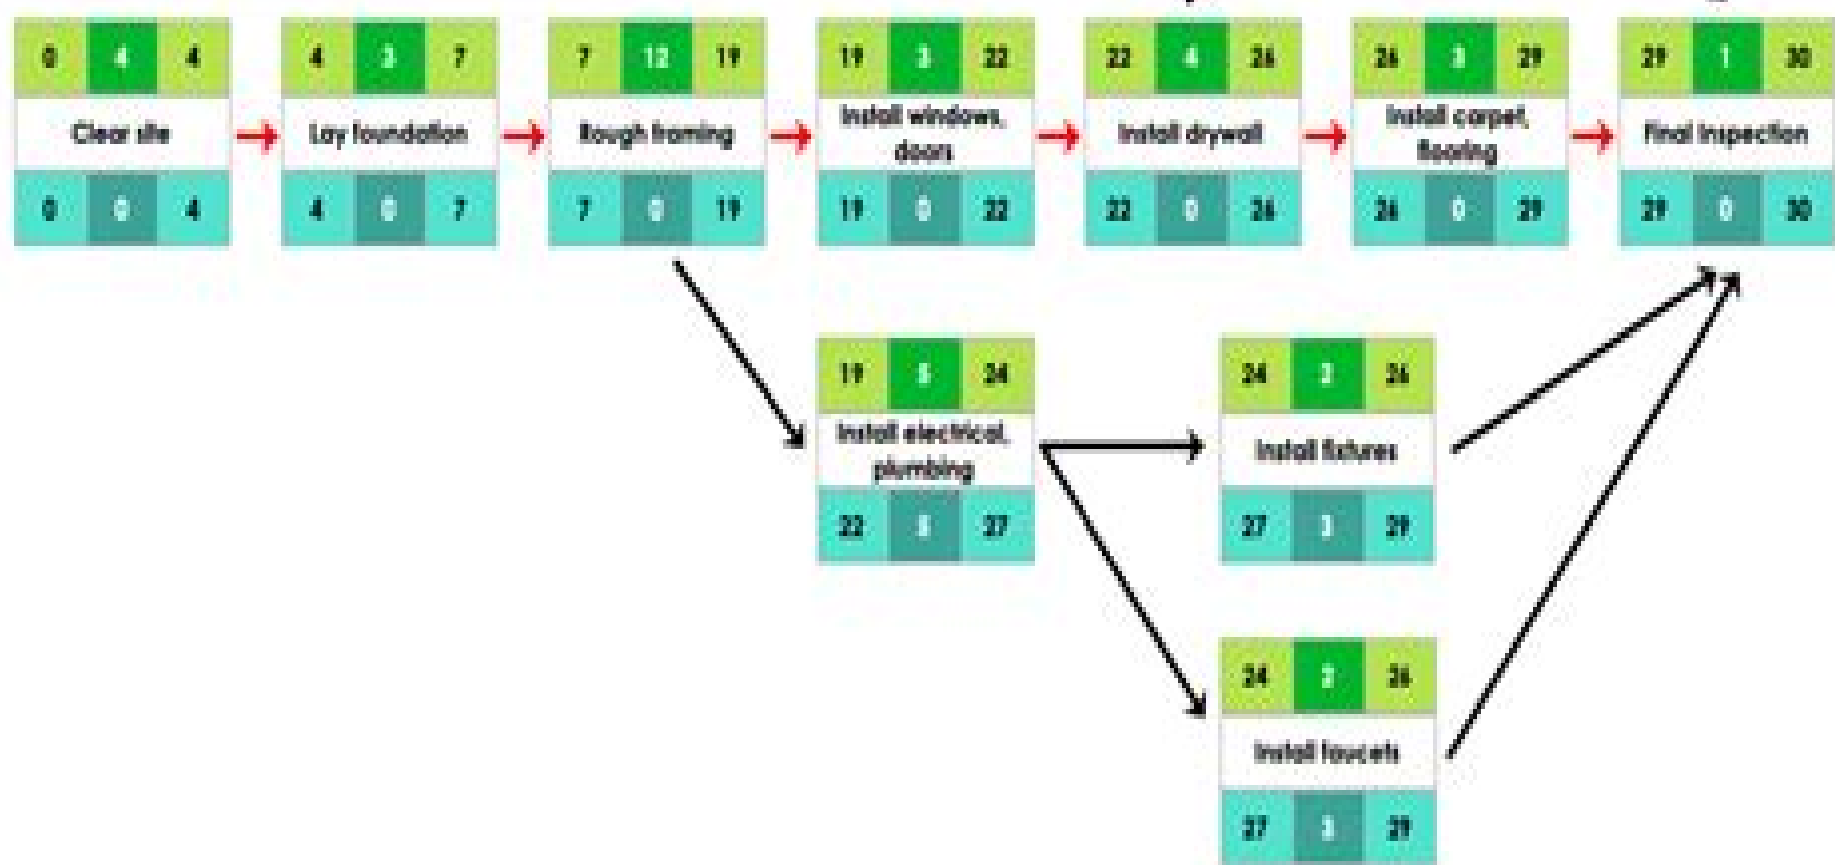 0 4 4
Clear site
0 0 4
4 3 7
Lay foundation
4 0 7
7 12 19
Rough framing
7 0 19
19 3 22
Install windows,
doors
19 0 22
22 4 26
Install drywall
22 0 26
26 3 29
Install carpet,
flooring
26 0 29
29 1 30
Final inspection
29 0 30
19 5 24
Install electrical,
plumbing
22 27
24 26
Install fixtures
27 3 29
24 2 26
Install faucets
27 3 29